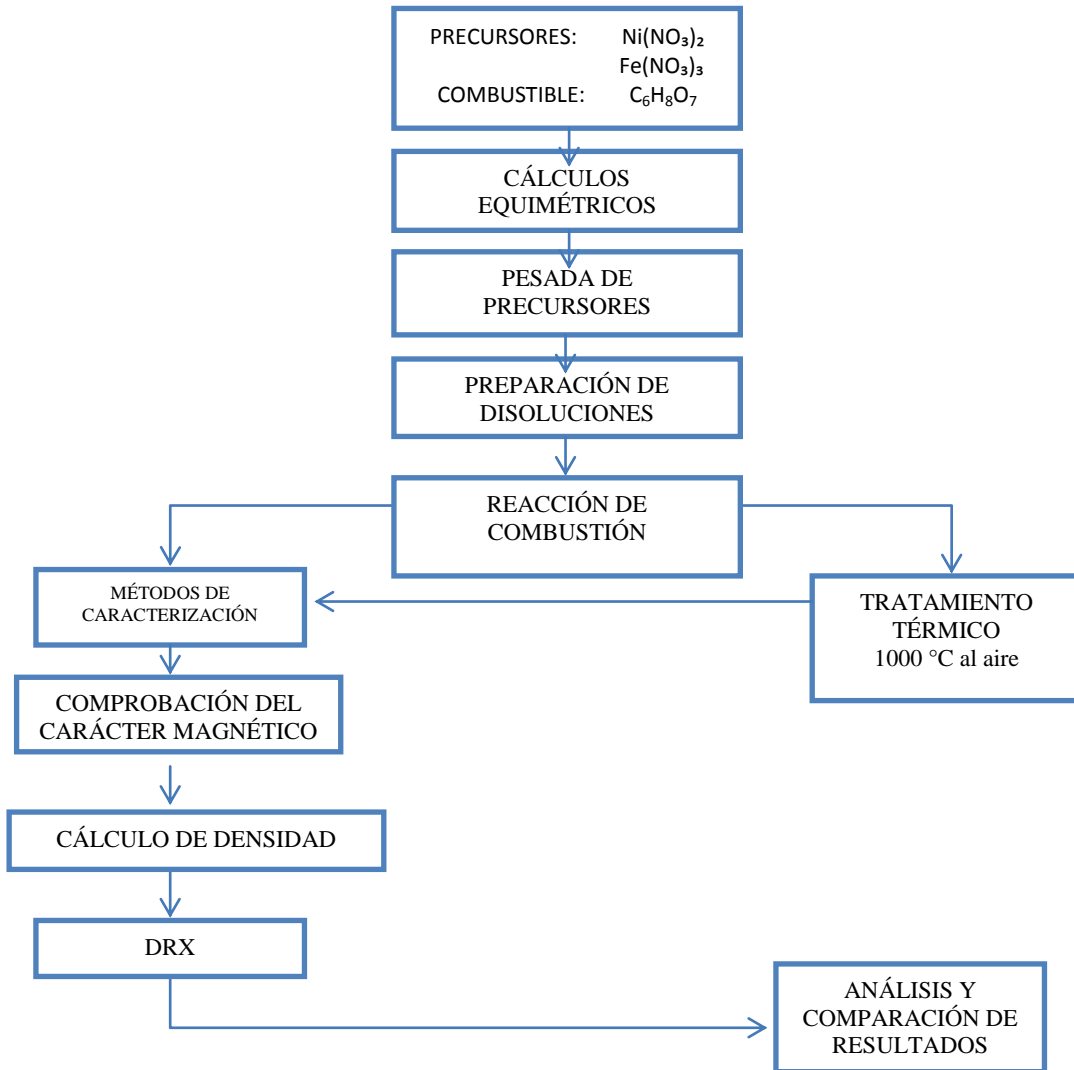 PRECURSORES: Ni(NO₃)₂
Fe(NO₃)₃
COMBUSTIBLE: C₆H₈O₇
CÁLCULOS
EQUIMÉTRICOS
PESADA DE
PRECURSORES
PREPARACIÓN DE
DISOLUCIONES
REACCIÓN DE
COMBUSTIÓN
MÉTODOS DE
CARACTERIZACIÓN
TRATAMIENTO
TÉRMICO
1000 °C al aire
COMPROBACIÓN DEL
CARÁCTER MAGNÉTICO
CÁLCULO DE DENSIDAD
DRX
ANÁLISIS Y
COMPARACIÓN DE
RESULTADOS